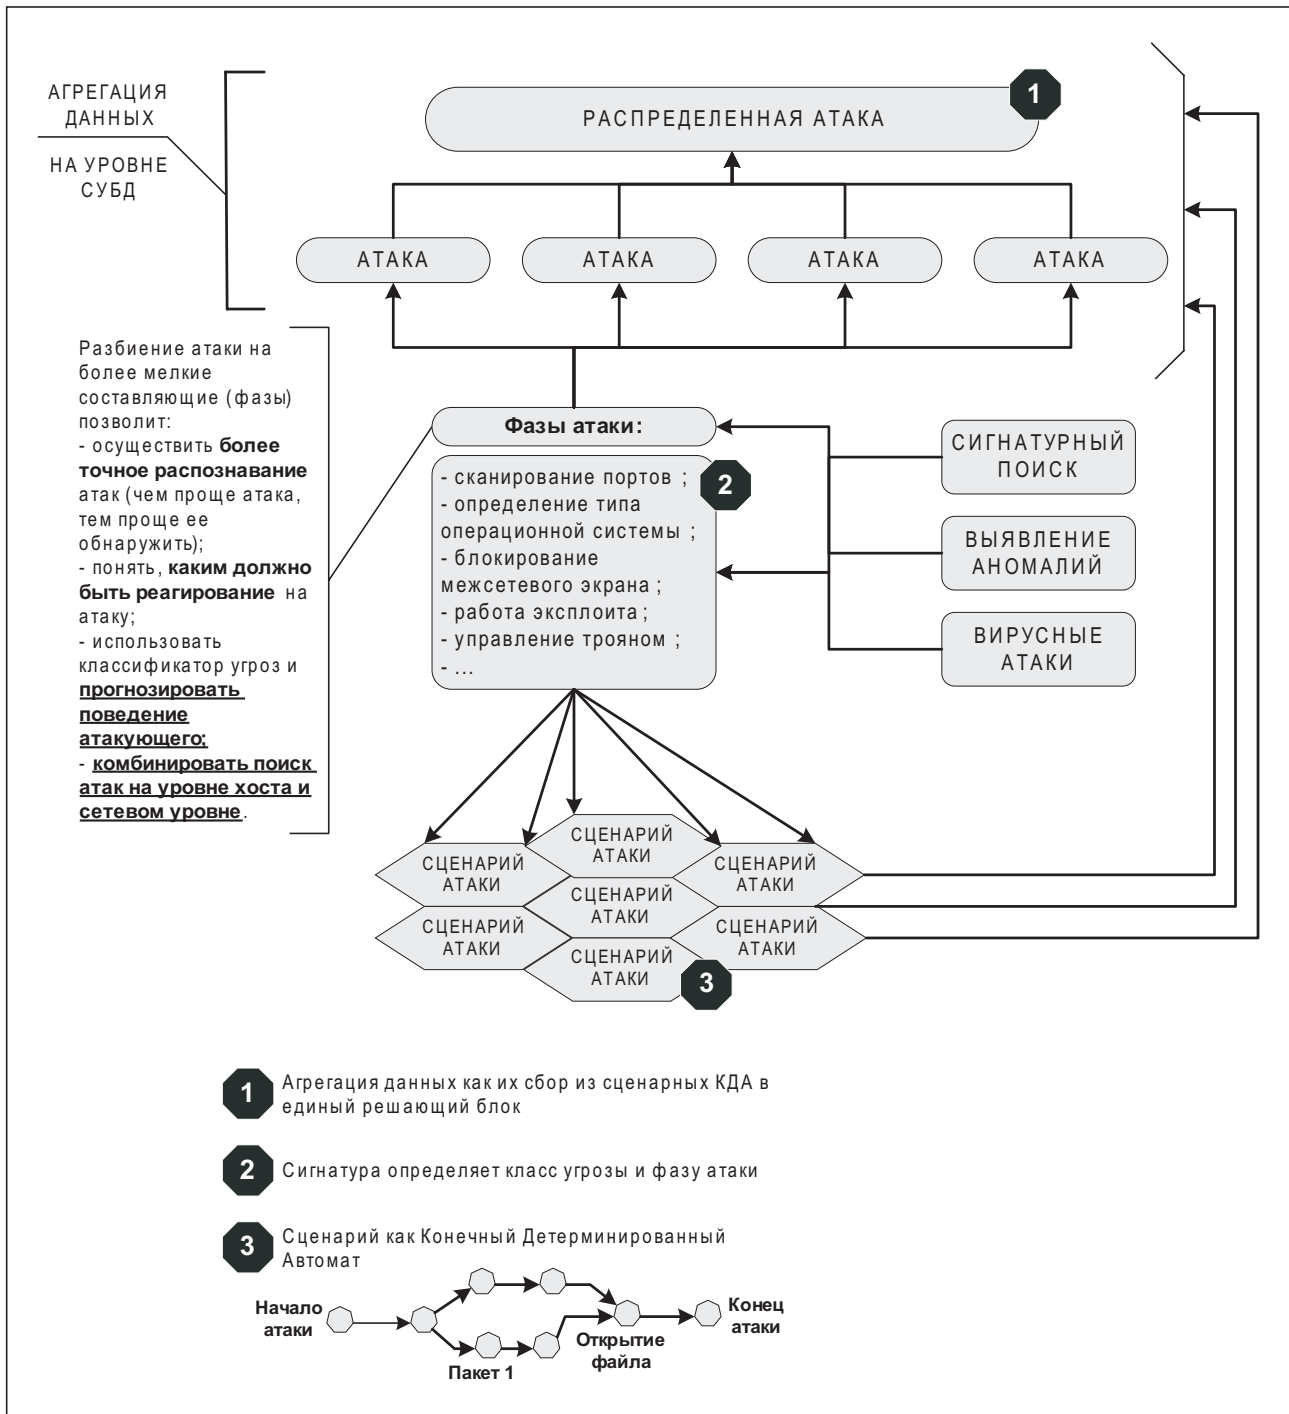 АГРЕГАЦИЯ
ДАННЫХ
НА УРОВНЕ
СУБД
1
РАСПРЕДЕЛЕННАЯ АТАКА
АТАКА
АТАКА
АТАКА
АТАКА
Разбиение атаки на
более мелкие
составляющие (фазы)
позволит:
- осуществить более
точное распознавание
атак (чем проще атака,
тем проще ее
обнаружить);
- понять, каким должно
быть реагирование на
атаку;
- использовать
классификатор угроз и
прогнозировать
поведение
атакующего;
- комбинировать поиск
атак на уровне хоста и
сетевом уровне.
Фазы атаки:
2
- сканирование портов ;
- определение типа
операционной системы ;
- блокирование
межсетевого экрана ;
- работа эксплоита ;
- управление трояном ;
- ...
СИГНАТУРНЫЙ
ПОИСК
ВЫЯВЛЕНИЕ
АНОМАЛИЙ
ВИРУСНЫЕ
АТАКИ
СЦЕНАРИЙ
АТАКИ
СЦЕНАРИЙ
АТАКИ
СЦЕНАРИЙ
АТАКИ
СЦЕНАРИЙ
АТАКИ
СЦЕНАРИЙ
АТАКИ
СЦЕНАРИЙ
АТАКИ
СЦЕНАРИЙ
АТАКИ
3
1
Агрегация данных как их сбор из сценарных КДА в
единый решающий блок
2
Сигнатура определяет класс угрозы и фазу атаки
3
Сценарий как Конечный Детерминированный
Автомат
Начало
атаки
Пакет 1
Открытие
файла
Конец
атаки